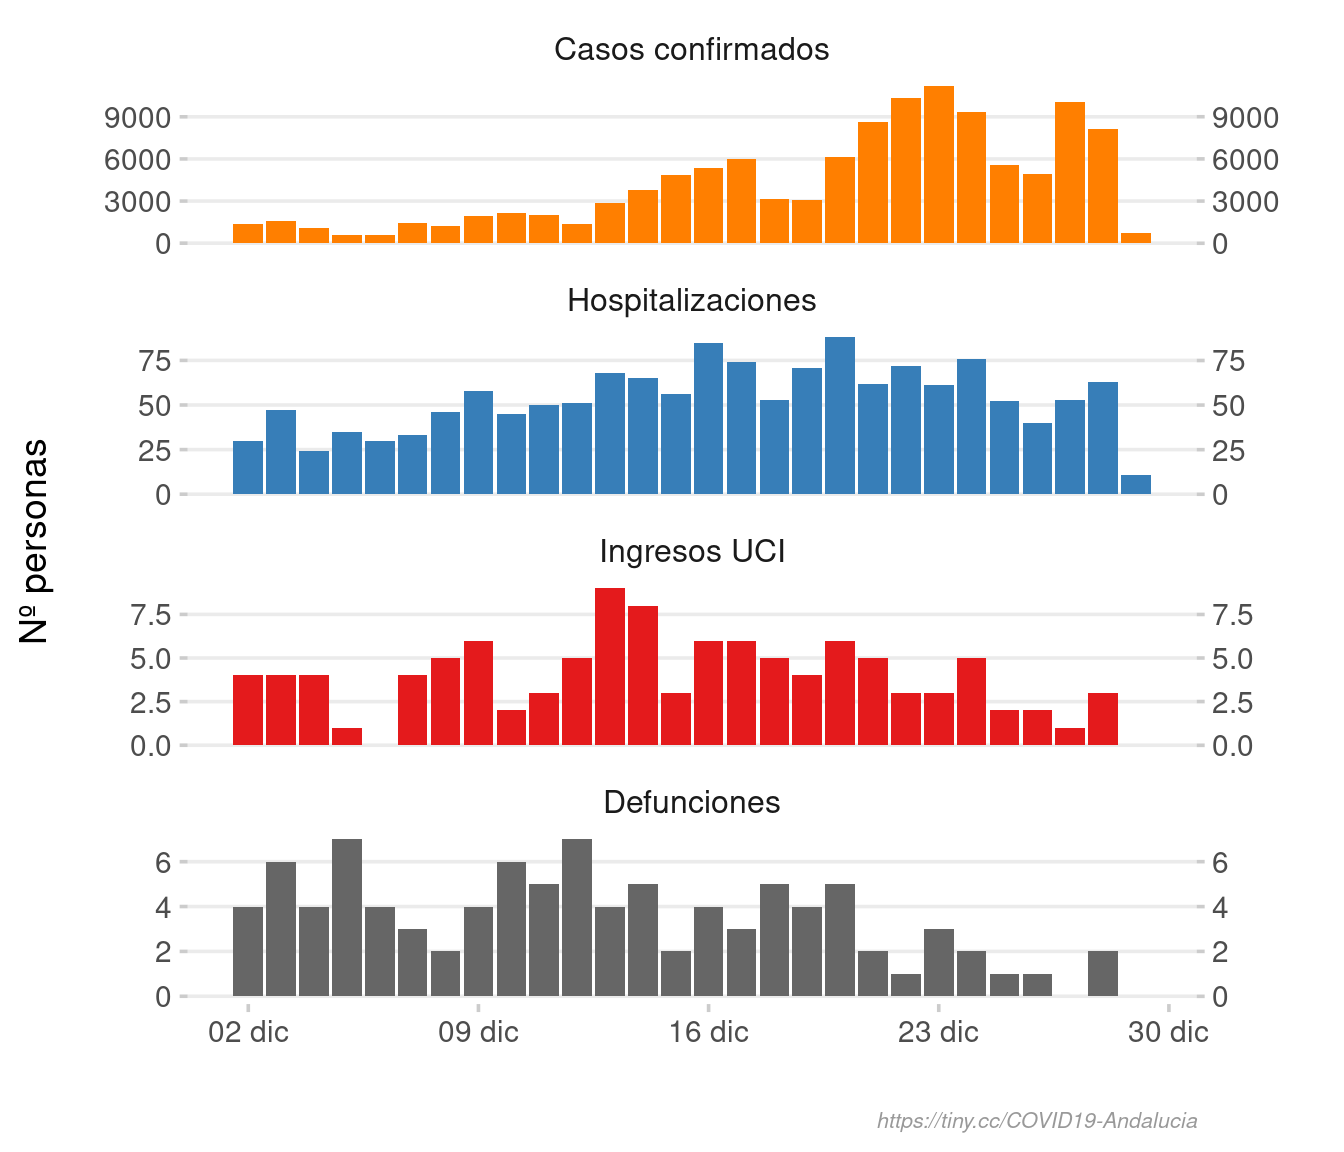 Casos confirmados
9000 9000
6000 6000
3000 3000
0 0
Hospitalizaciones
75 75
50 50
25 25
0 0
Ingresos UCI
7.5 7.5
5.0 5.0
2.5 2.5
0.0 0.0
Defunciones
6 6
4 4
2 2
0 0
02 dic 09 dic 16 dic 23 dic 30 dic
Nº personas
https://tiny.cc/COVID19-Andalucia